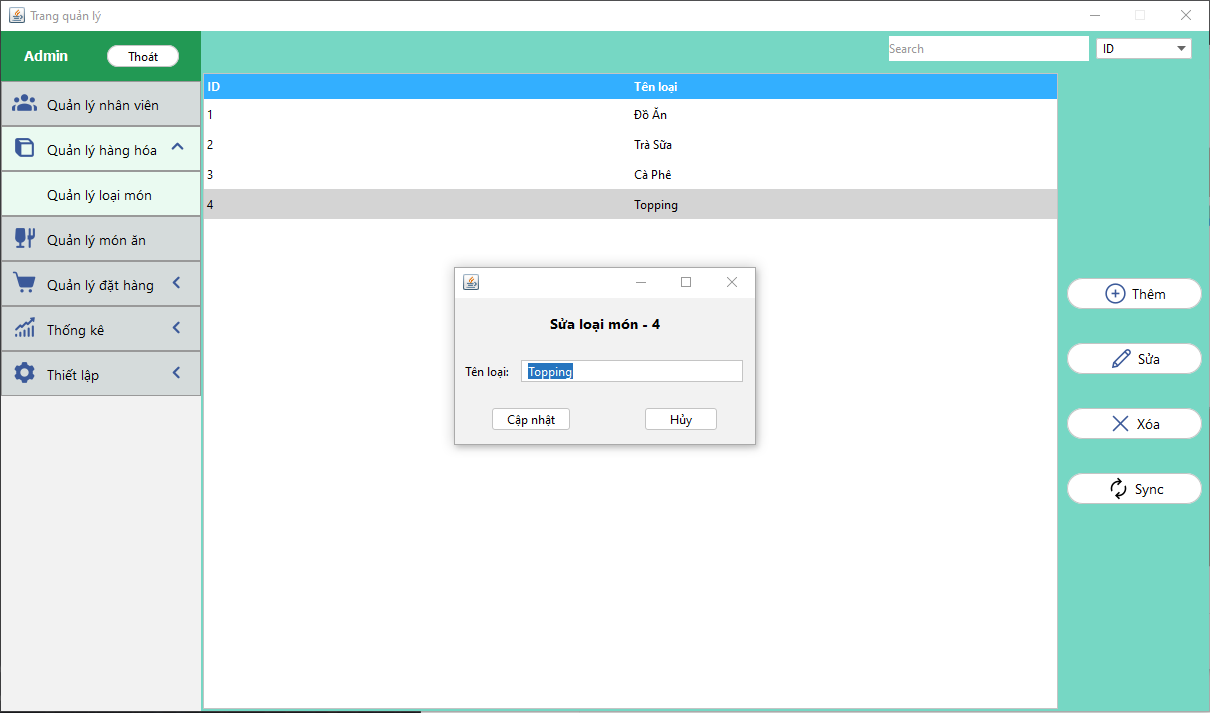 Trang quản lý
Admin
Thoát
Search
ID
Quản lý nhân viên
Quản lý hàng hóa
Quản lý loại món
Quản lý món ăn
Quản lý đặt hàng
Thống kê
Thiết lập
ID Tên loại
1 Đồ Ăn
2 Trà Sữa
3 Cà Phê
4 Topping
Sửa loại món - 4
Tên loại: Topping
Cập nhật Hủy
Thêm
Sửa
Xóa
Sync